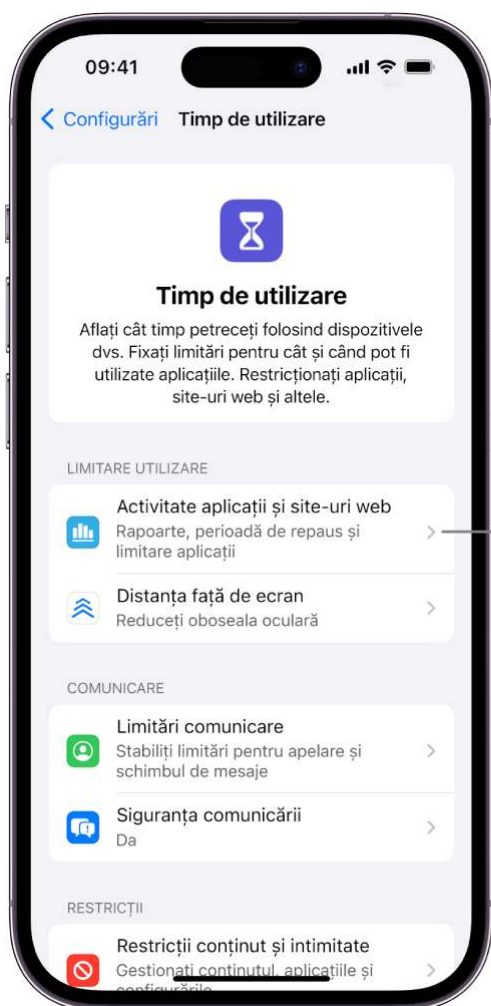 09:41
Configurări Timp de utilizare
Timp de utilizare
Aflați cât timp petreceți folosind dispozitivele
dvs. Fixați limitări pentru cât și când pot fi
utilizate aplicațiile. Restricționați aplicații,
site-uri web și altele.
LIMITARE UTILIZARE
Activitate aplicații și site-uri web
Rapoarte, perioadă de repaus și
limitare aplicații
Distanța față de ecran
Reduceți oboseala oculară
COMUNICARE
Limitări comunicare
Stabiliți limitări pentru apelare și
schimbul de mesaje
Siguranța comunicării
Da
RESTRICȚII
Restricții conținut și intimitate
Gestionați conținutul, aplicațiile și
configurările